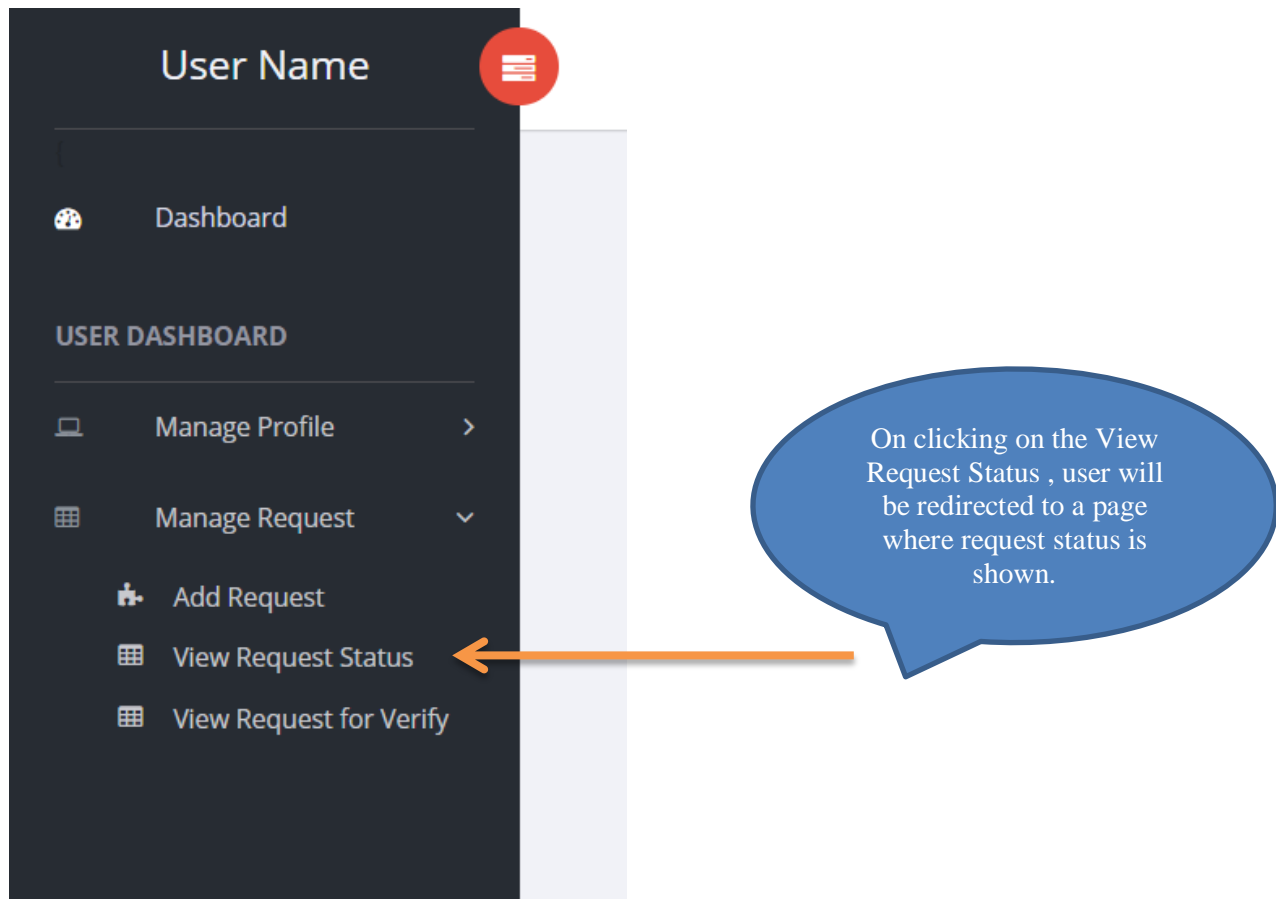 User Name
Dashboard
USER DASHBOARD
Manage Profile
Manage Request
Add Request
View Request Status
View Request for Verify
On clicking on the View
Request Status , user will
be redirected to a page
where request status is
shown.